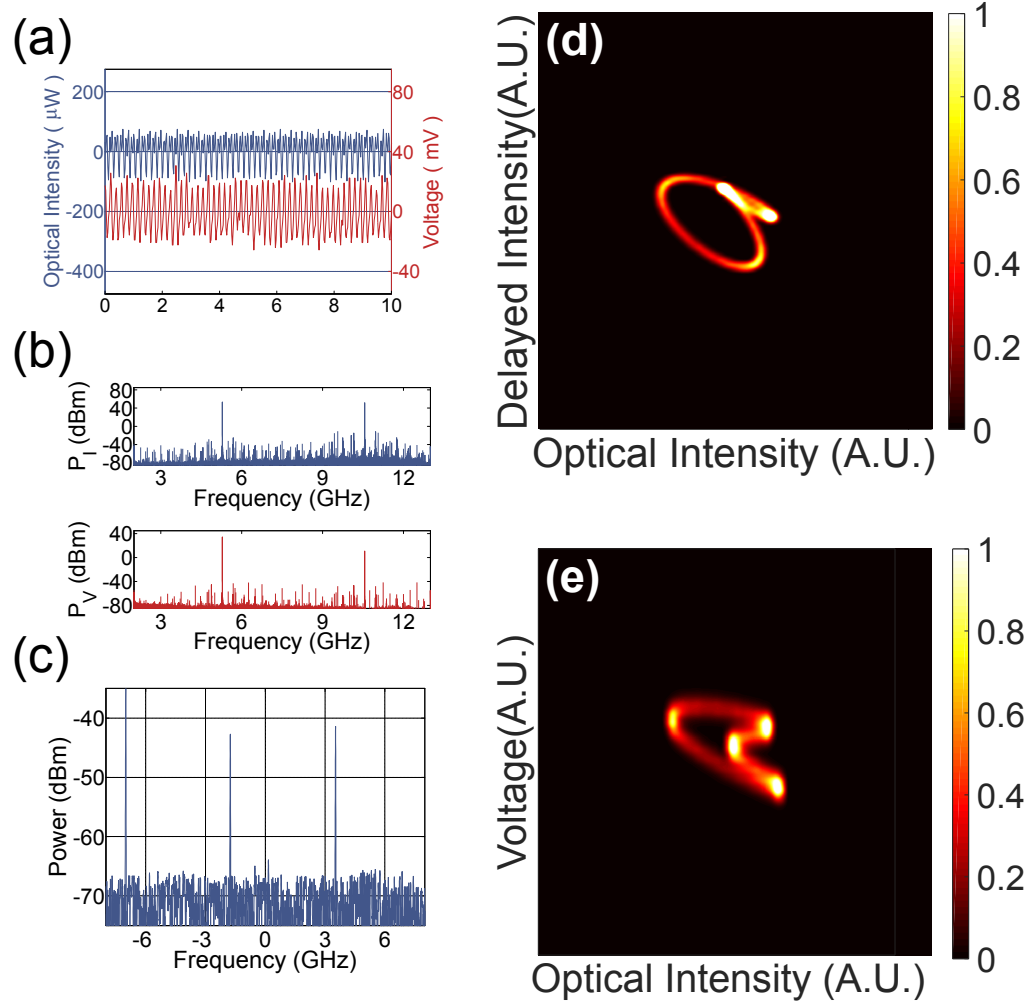 (a)
Optical Intensity ( μW )
200
0
-200
-400
80
40
0
-40
Voltage ( mV )
0 2 4 6 8 10
(b)
P_I (dBm)
80
40
0
-40
-80
3 6 9 12
Frequency (GHz)
P_V (dBm)
40
0
-40
-80
3 6 9 12
Frequency (GHz)
(c)
Power (dBm)
-40
-50
-60
-70
-6 -3 0 3 6
Frequency (GHz)
(d)
Delayed Intensity(A.U.)
Optical Intensity (A.U.)
1
0.8
0.6
0.4
0.2
0
(e)
Voltage(A.U.)
Optical Intensity (A.U.)
1
0.8
0.6
0.4
0.2
0